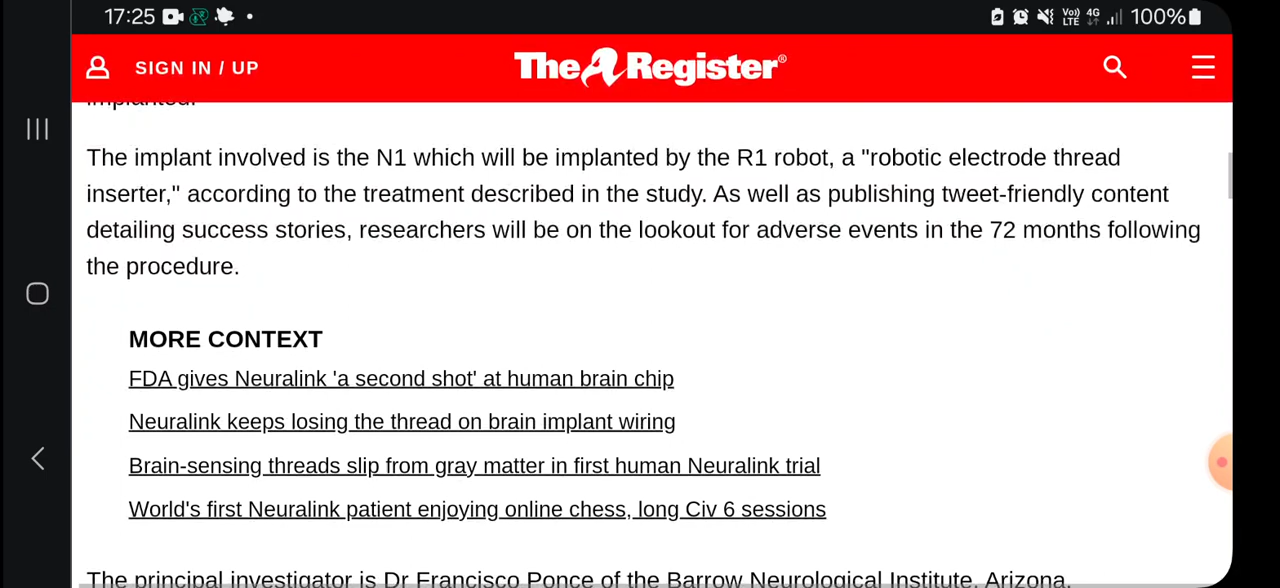 17:25 Vo)) LTE 4G 100%
SIGN IN / UP The Register®
implanted.
The implant involved is the N1 which will be implanted by the R1 robot, a "robotic electrode thread
inserter," according to the treatment described in the study. As well as publishing tweet-friendly content
detailing success stories, researchers will be on the lookout for adverse events in the 72 months following
the procedure.
MORE CONTEXT
FDA gives Neuralink 'a second shot' at human brain chip
Neuralink keeps losing the thread on brain implant wiring
Brain-sensing threads slip from gray matter in first human Neuralink trial
World's first Neuralink patient enjoying online chess, long Civ 6 sessions
The principal investigator is Dr Francisco Ponce of the Barrow Neurological Institute, Arizona.